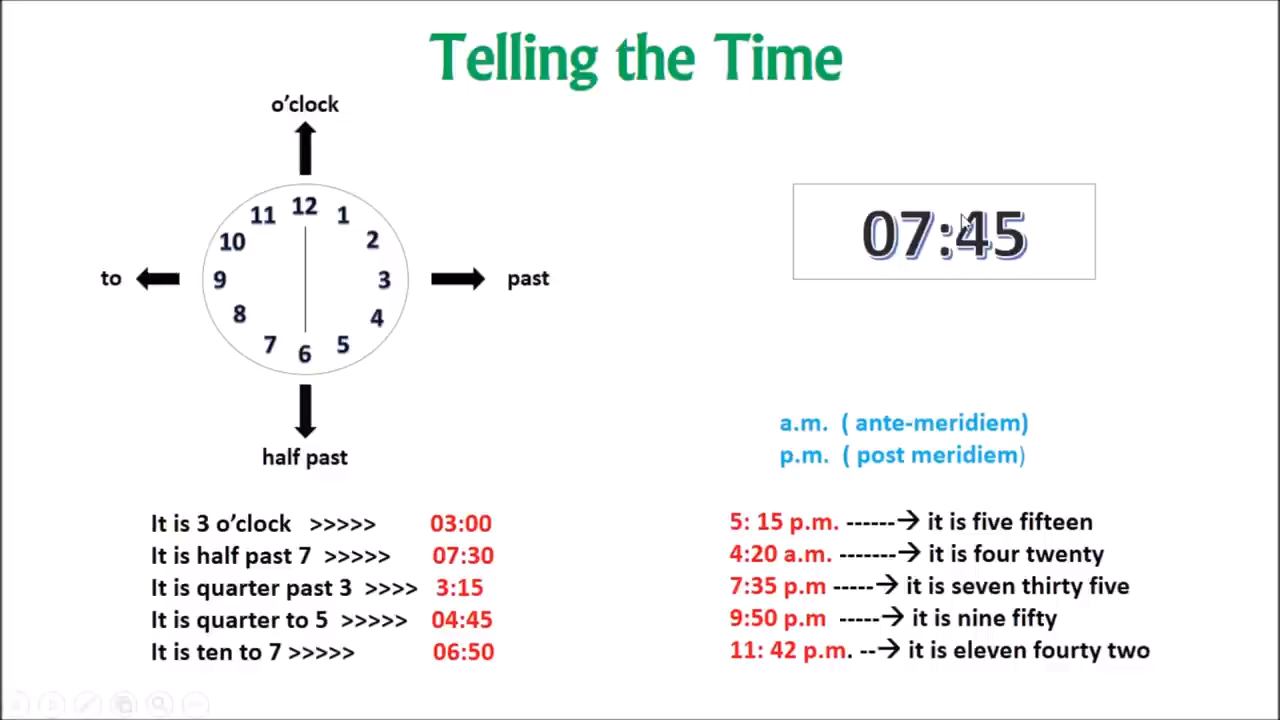 Telling the Time
o'clock
12
11 1
10 2
9 3
8 4
7 5
6
to
past
half past
07:45
a.m. ( ante-meridiem)
p.m. ( post meridiem)
It is 3 o'clock >>>>> 03:00
It is half past 7 >>>>> 07:30
It is quarter past 3 >>>> 3:15
It is quarter to 5 >>>>> 04:45
It is ten to 7 >>>>> 06:50
5: 15 p.m. ------→ it is five fifteen
4:20 a.m. -------→ it is four twenty
7:35 p.m -----→ it is seven thirty five
9:50 p.m -----→ it is nine fifty
11: 42 p.m. --→ it is eleven fourty two